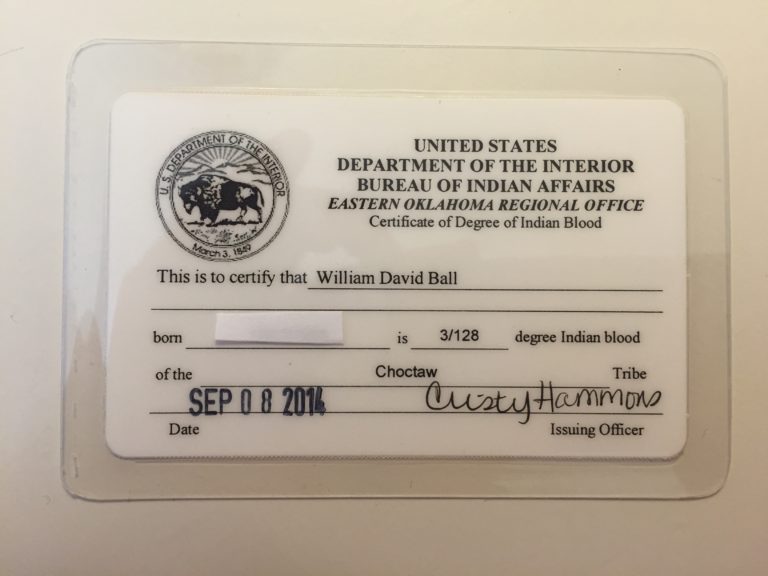 U.S. DEPARTMENT OF THE INTERIOR
March 3, 1849
UNITED STATES
DEPARTMENT OF THE INTERIOR
BUREAU OF INDIAN AFFAIRS
EASTERN OKLAHOMA REGIONAL OFFICE
Certificate of Degree of Indian Blood
This is to certify that William David Ball
born is 3/128 degree Indian blood
of the Choctaw Tribe
SEP 08 2014 Cristy Hammons
Date Issuing Officer